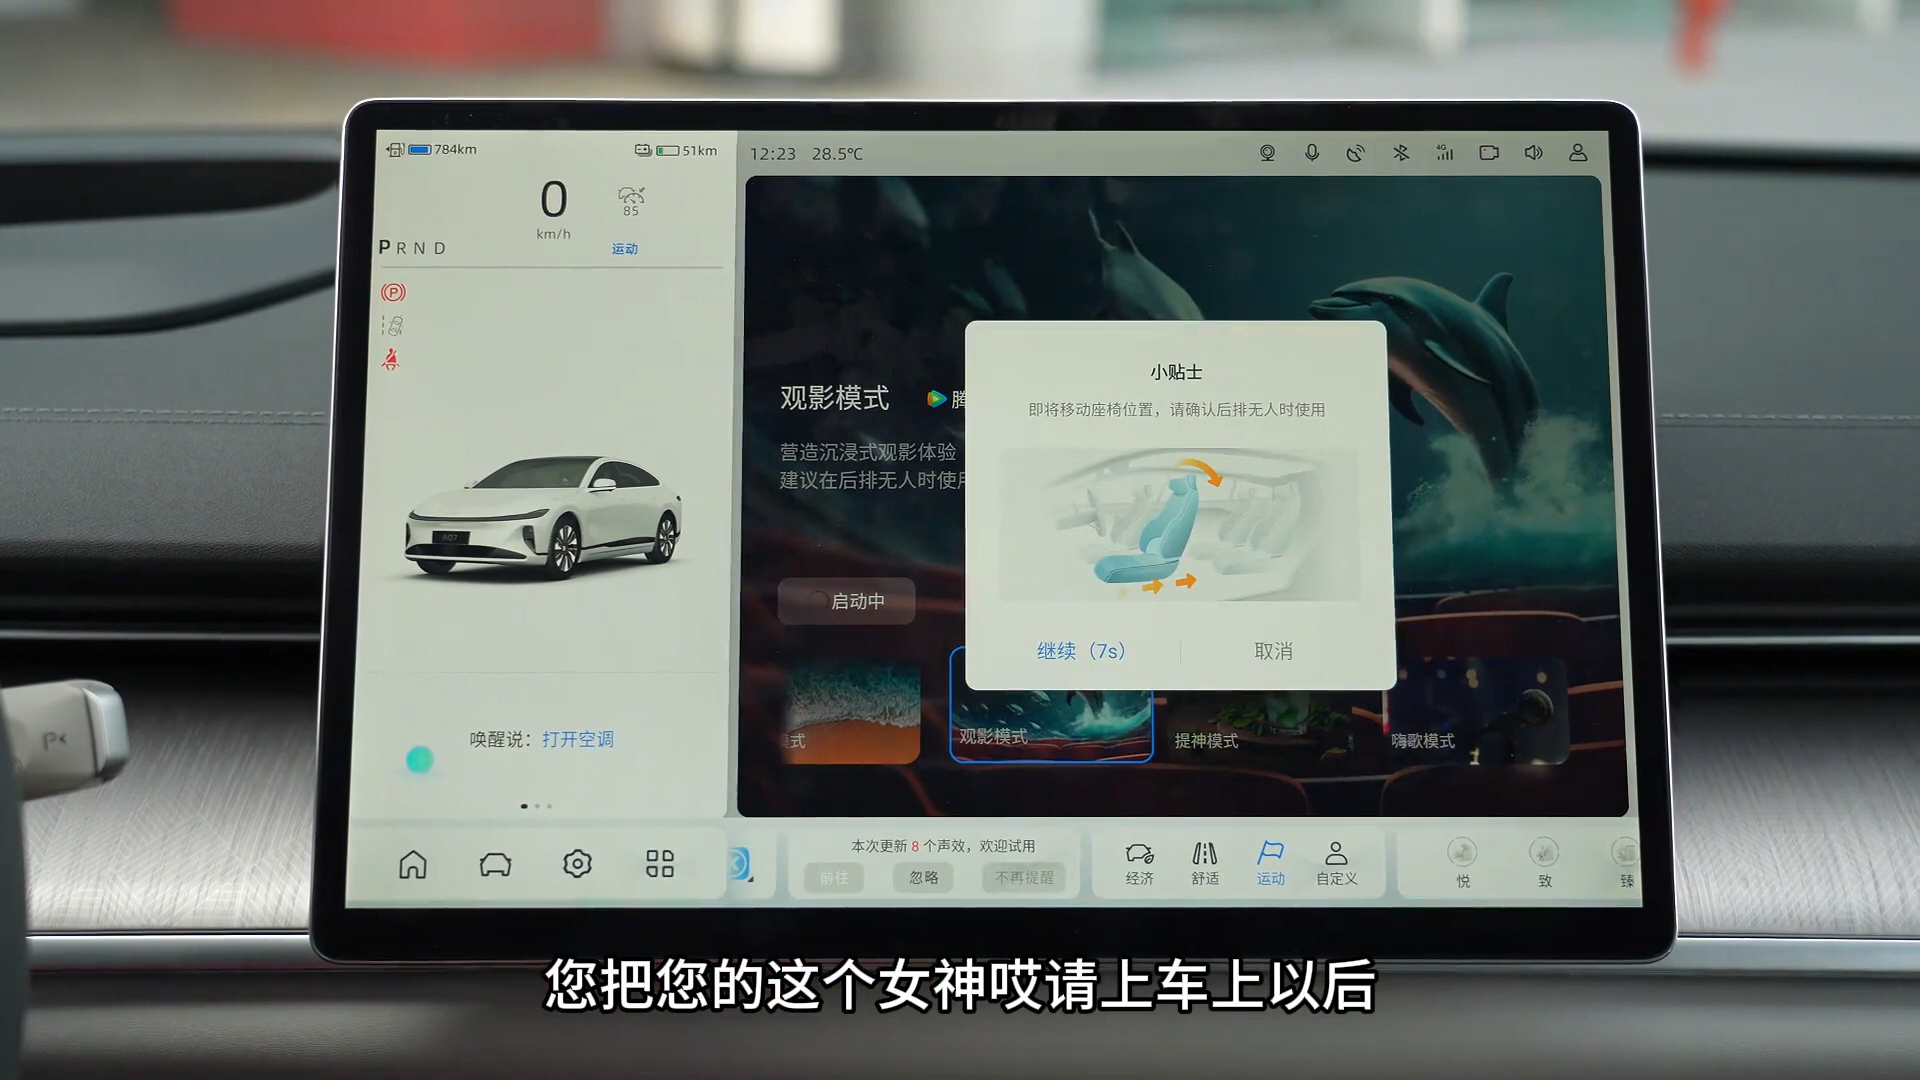 784km
51km
0
km/h
85
运动
P R N D
唤醒说：打开空调
12:23 28.5℃
4G
观影模式
腾
营造沉浸式观影体验
建议在后排无人时使用
启动中
小贴士
即将移动座椅位置，请确认后排无人时使用
继续（7s）
取消
式
观影模式
提神模式
嗨歌模式
本次更新 8 个声效，欢迎试用
前往
忽略
不再提醒
经济
舒适
运动
自定义
悦
致
臻
A07
P
您把您的这个女神哎请上车上以后